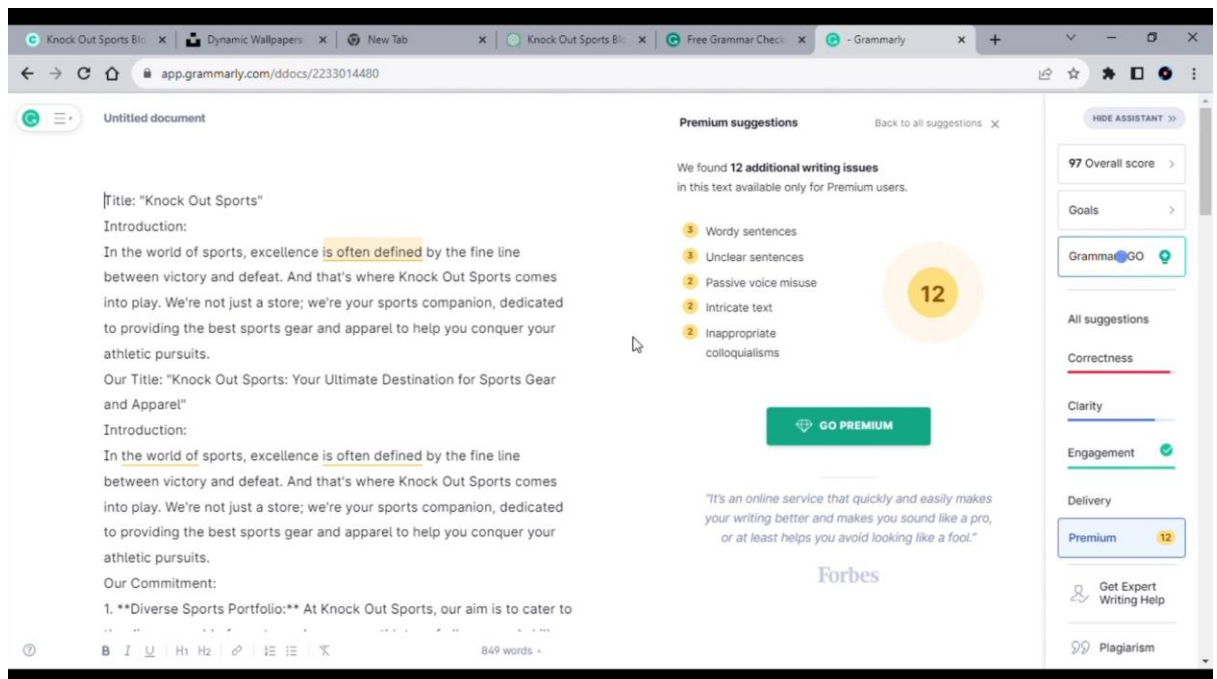 Knock Out Sports Blo
Dynamic Wallpapers
New Tab
Knock Out Sports Blo
Free Grammar Check
- Grammarly
app.grammarly.com/ddocs/2233014480
Untitled document
Title: "Knock Out Sports"
Introduction:
In the world of sports, excellence is often defined by the fine line
between victory and defeat. And that's where Knock Out Sports comes
into play. We're not just a store; we're your sports companion, dedicated
to providing the best sports gear and apparel to help you conquer your
athletic pursuits.
Our Title: "Knock Out Sports: Your Ultimate Destination for Sports Gear
and Apparel"
Introduction:
In the world of sports, excellence is often defined by the fine line
between victory and defeat. And that's where Knock Out Sports comes
into play. We're not just a store; we're your sports companion, dedicated
to providing the best sports gear and apparel to help you conquer your
athletic pursuits.
Our Commitment:
1. **Diverse Sports Portfolio:** At Knock Out Sports, our aim is to cater to
B I U H1 H2
849 words
Premium suggestions
Back to all suggestions
We found 12 additional writing issues
in this text available only for Premium users.
3 Wordy sentences
3 Unclear sentences
2 Passive voice misuse
2 Intricate text
2 Inappropriate
colloquialisms
12
GO PREMIUM
"It's an online service that quickly and easily makes
your writing better and makes you sound like a pro,
or at least helps you avoid looking like a fool."
Forbes
HIDE ASSISTANT
97 Overall score
Goals
GrammarlyGO
All suggestions
Correctness
Clarity
Engagement
Delivery
Premium 12
Get Expert
Writing Help
Plagiarism